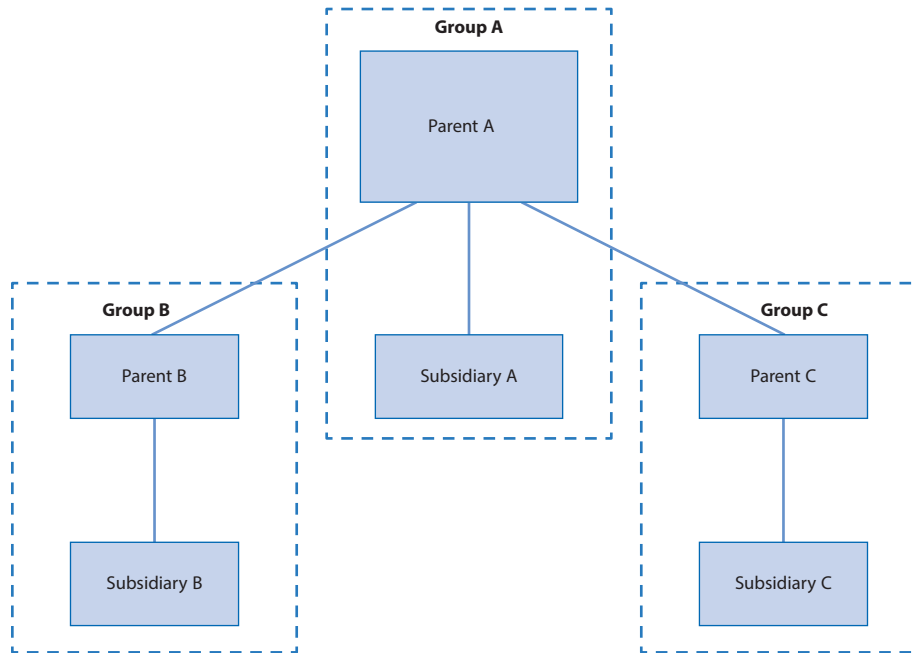 Group A
Parent A
Group B
Group C
Parent B
Subsidiary A
Parent C
Subsidiary B
Subsidiary C